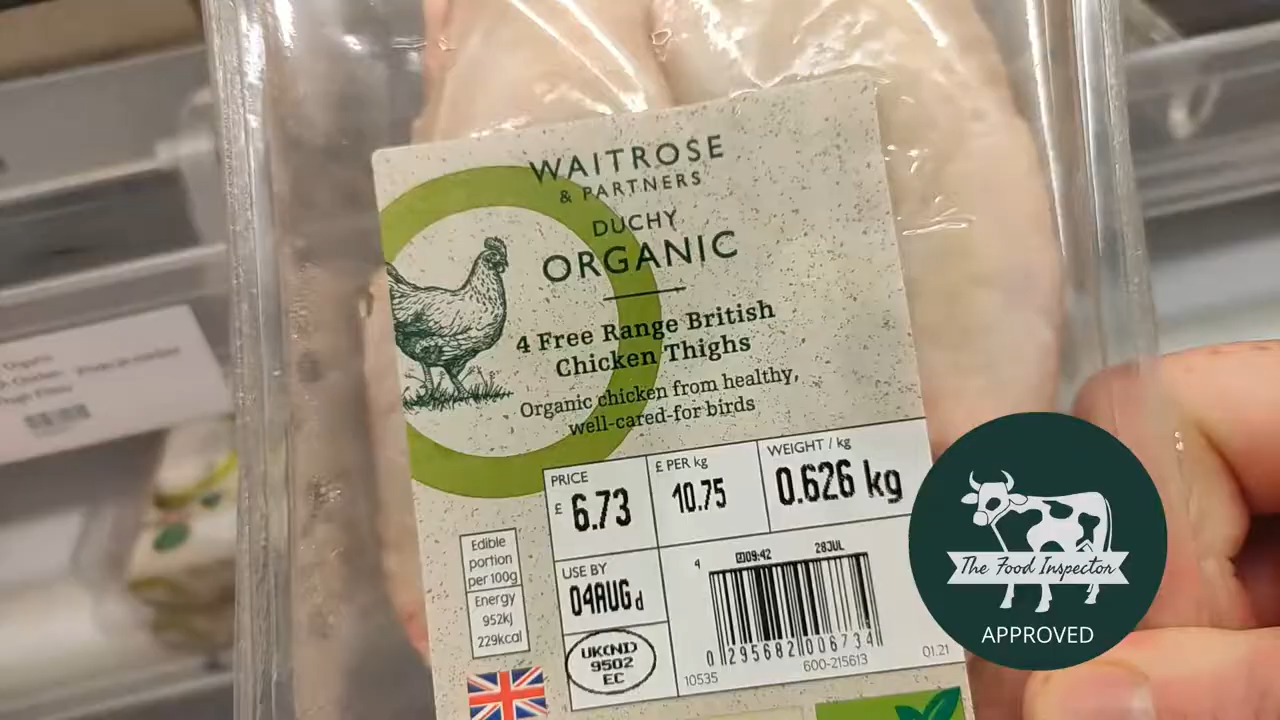 WAITROSE
& PARTNERS
DUCHY
ORGANIC
4 Free Range British
Chicken Thighs
Organic chicken from healthy,
well-cared-for birds
PRICE
£ 6.73
£ PER kg
10.75
WEIGHT / kg
0.626 kg
Edible
portion
per 100g
Energy
952kJ
229kcal
USE BY
04AUG d
UK(NI)
9502
EC
4
09:42 28JUL
0 295682 006734
10535
600-215613
01.21
The Food Inspector
APPROVED